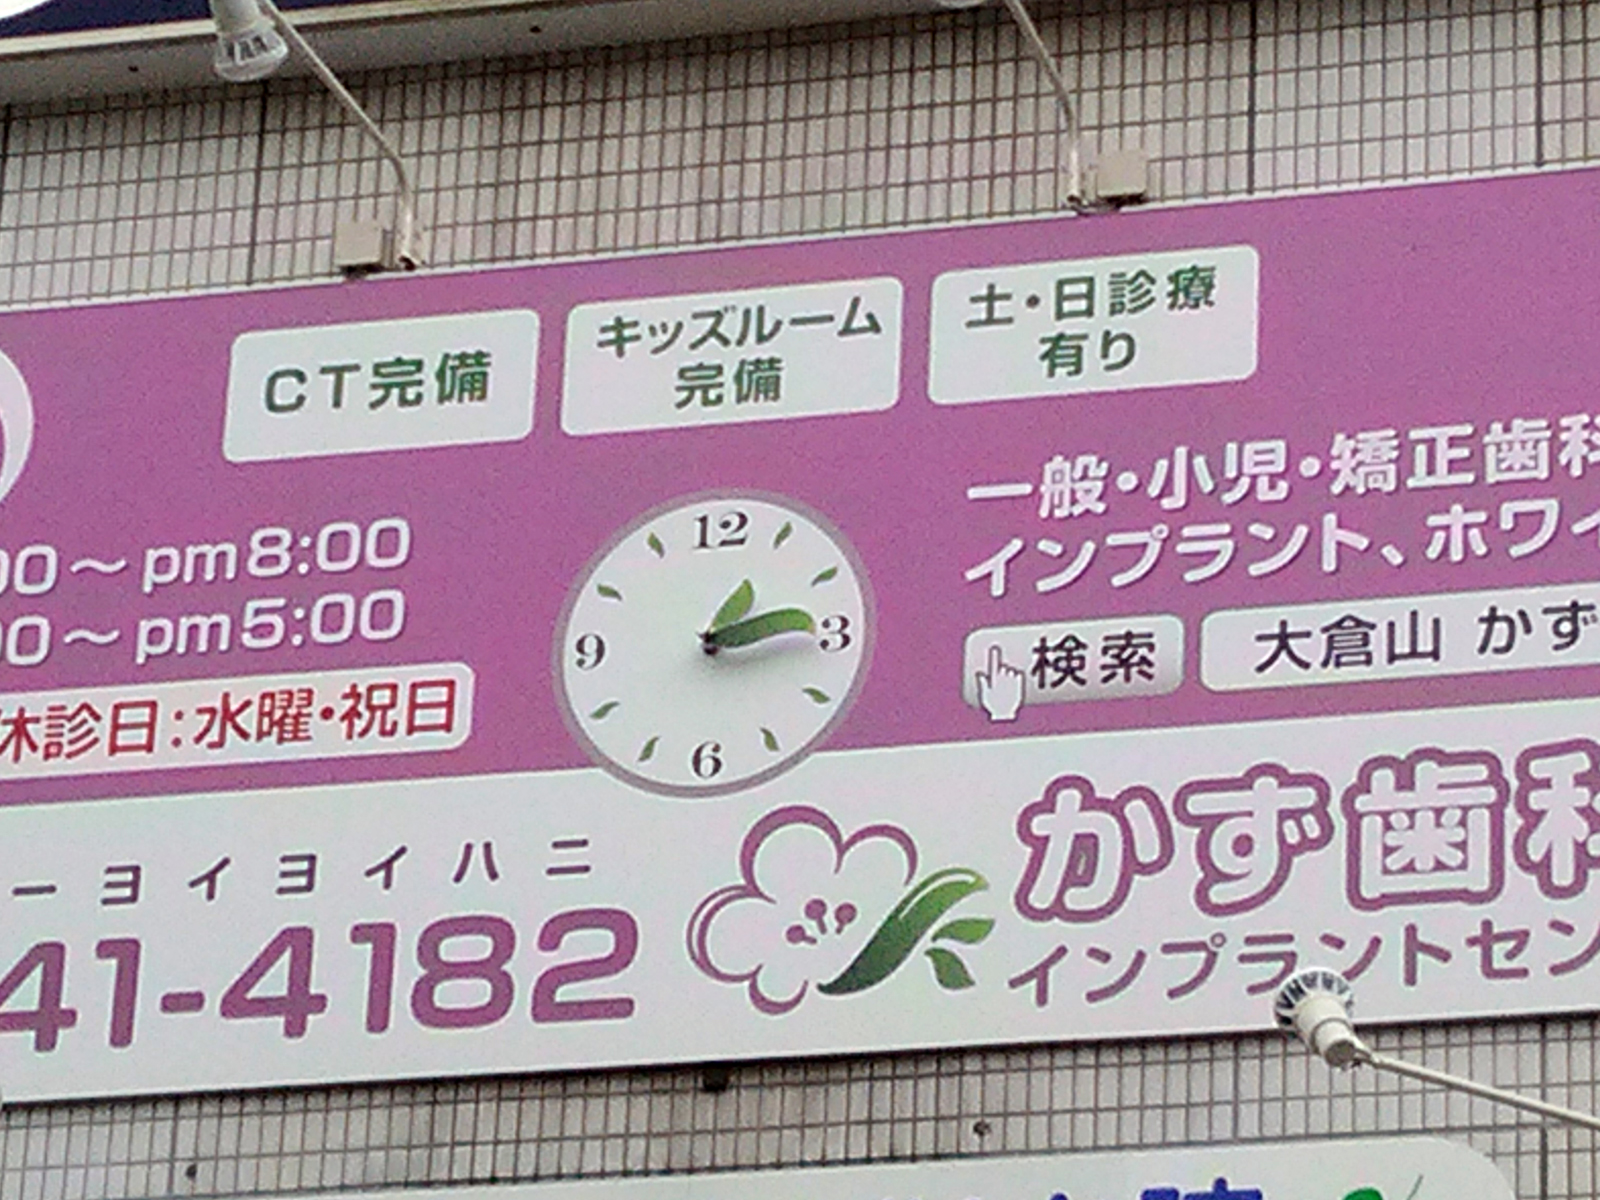 CT完備
キッズルーム
完備
土・日診療
有り
00～pm8:00
00～pm5:00
休診日:水曜・祝日
12
3
6
9
一般・小児・矯正歯科
インプラント、ホワイ
検索
大倉山 かず
ーヨイヨイハニ
41-4182
かず歯科
インプラントセン